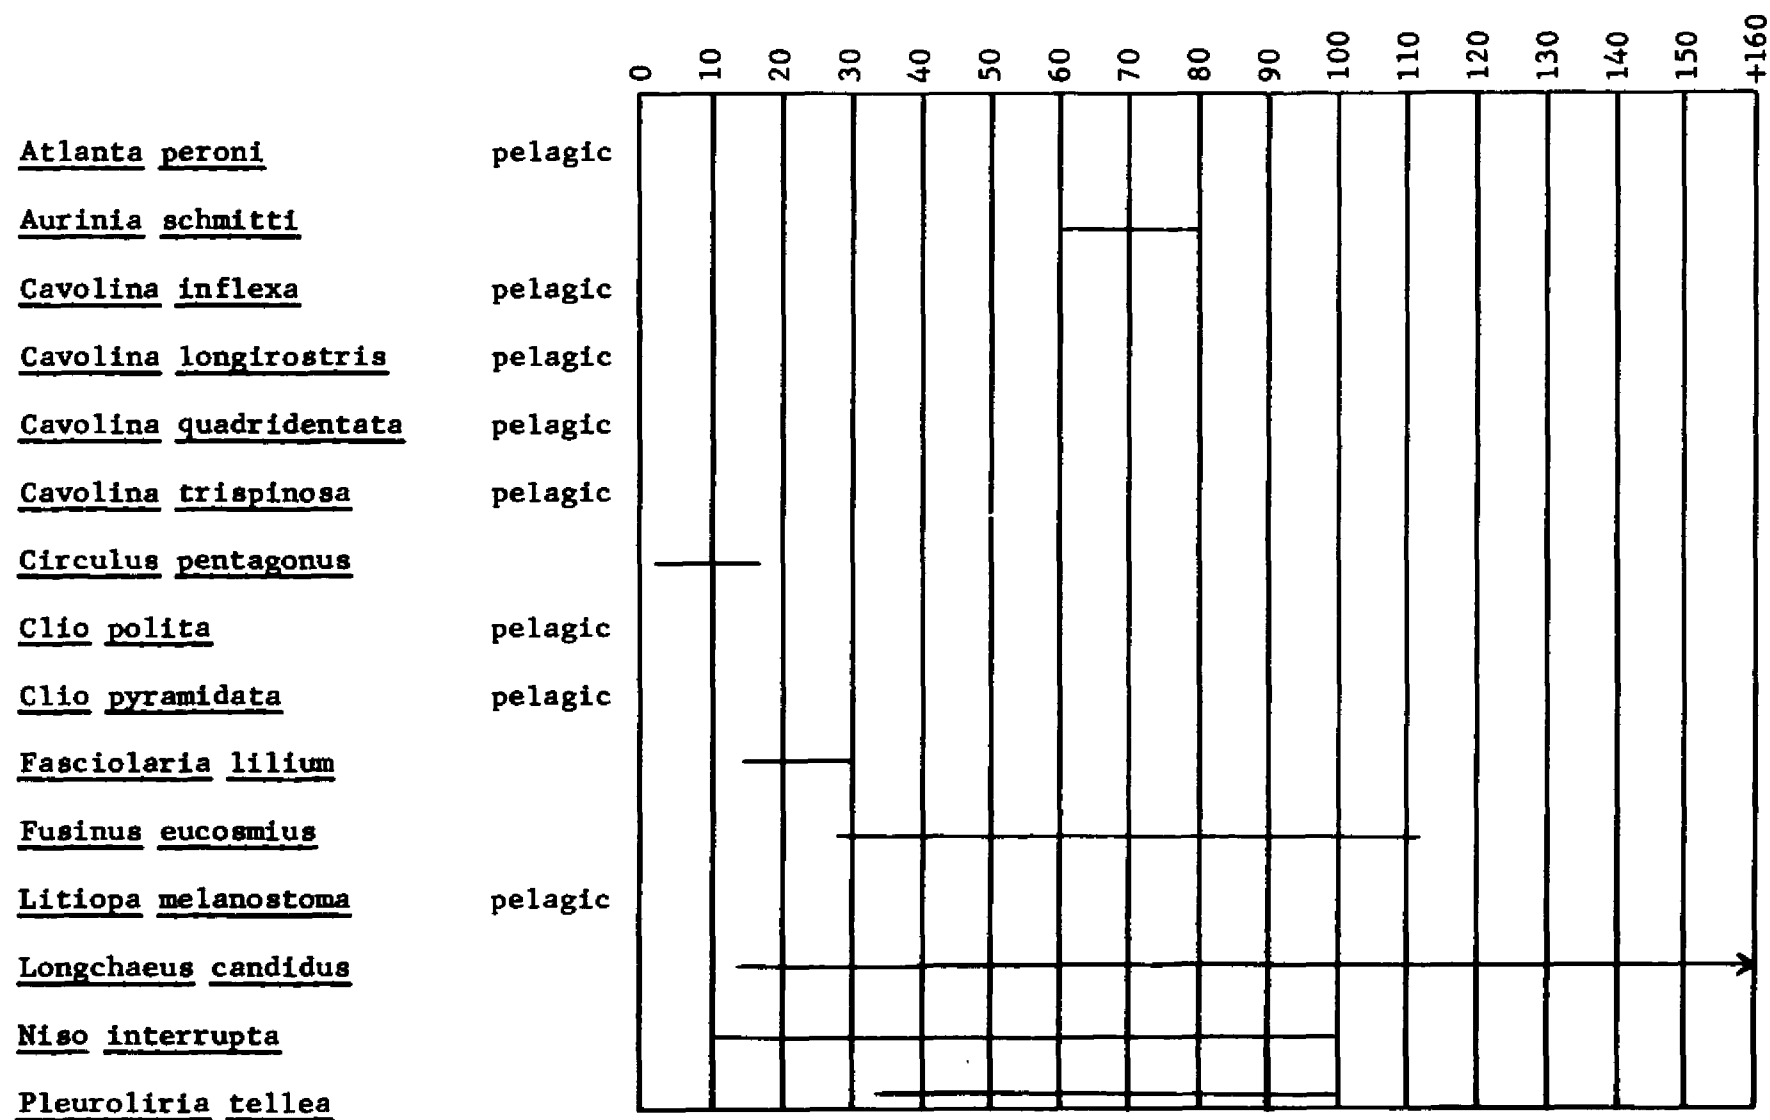 0 10 20 30 40 50 60 70 80 90 100 110 120 130 140 150 +160
Atlanta peroni pelagic
Aurinia schmitti
Cavolina inflexa pelagic
Cavolina longirostris pelagic
Cavolina quadridentata pelagic
Cavolina trispinosa pelagic
Circulus pentagonus
Clio polita pelagic
Clio pyramidata pelagic
Fasciolaria lilium
Fusinus eucosmius
Litiopa melanostoma pelagic
Longchaeus candidus
Niso interrupta
Pleuroliria tellea